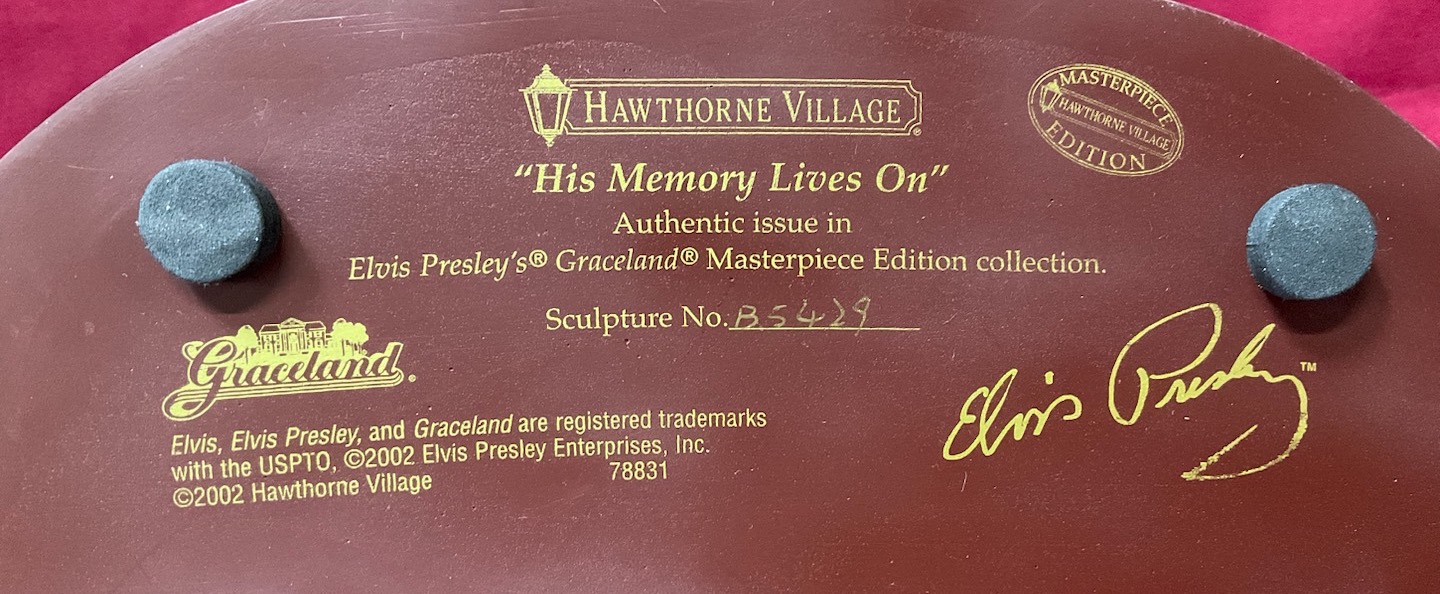 HAWTHORNE VILLAGE®
MASTERPIECE
HAWTHORNE VILLAGE
EDITION
“His Memory Lives On”
Authentic issue in
Elvis Presley's® Graceland® Masterpiece Edition collection.
Sculpture No. B5429
Graceland®
Elvis Presley™
Elvis, Elvis Presley, and Graceland are registered trademarks
with the USPTO, ©2002 Elvis Presley Enterprises, Inc.
©2002 Hawthorne Village 78831